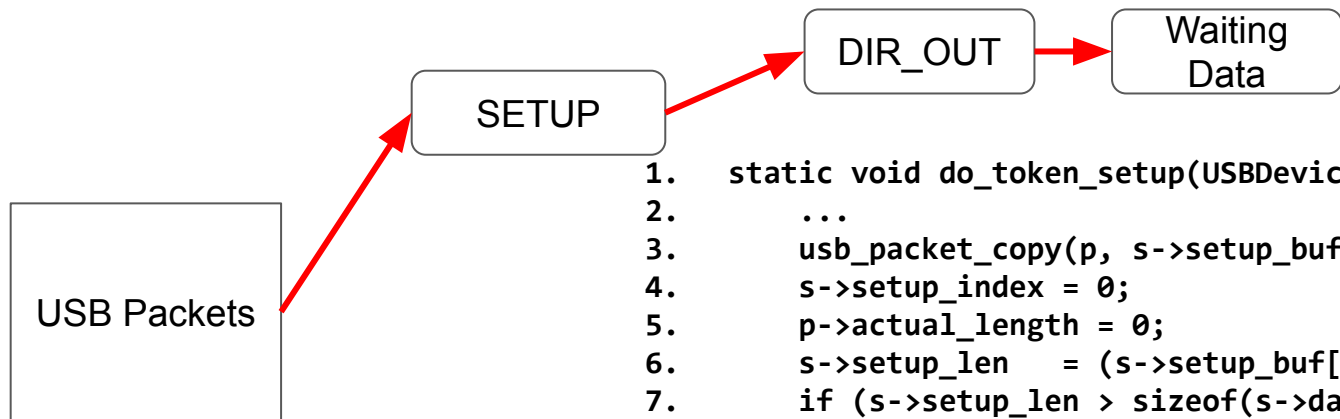 DIR_OUT
Waiting
Data
SETUP
USB Packets
1. static void do_token_setup(USBDevic
2. ...
3. usb_packet_copy(p, s->setup_buf
4. s->setup_index = 0;
5. p->actual_length = 0;
6. s->setup_len = (s->setup_buf[
7. if (s->setup_len > sizeof(s->da